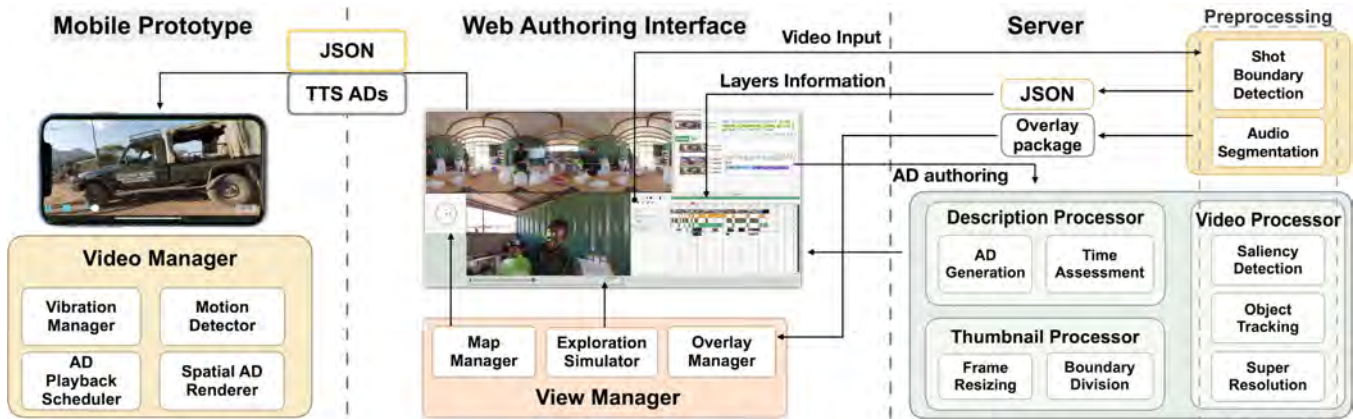 Mobile Prototype
JSON
TTS ADs
Video Manager
Vibration
Manager
Motion
Detector
AD
Playback
Scheduler
Spatial AD
Renderer
Web Authoring Interface
Video Input
Layers Information
AD authoring
Map
Manager
Exploration
Simulator
Overlay
Manager
View Manager
Server
JSON
Overlay
package
Preprocessing
Shot
Boundary
Detection
Audio
Segmentation
Description Processor
AD
Generation
Time
Assessment
Thumbnail Processor
Frame
Resizing
Boundary
Division
Video Processor
Saliency
Detection
Object
Tracking
Super
Resolution